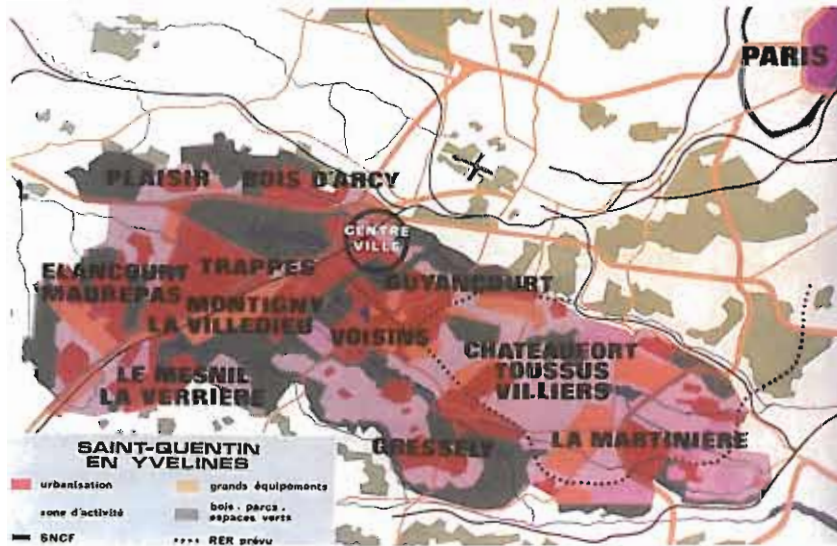 PARIS
PLAISIR
BOIS D'ARCY
CENTRE
VILLE
ELANCOURT
MAUREPAS
TRAPPES
GUYANCOURT
MONTIGNY
LA VILLEDIEU
VOISINS
CHATEAUFORT
TOUSSUS
VILLIERS
LE MESNIL
LA VERRIÈRE
GRESSELY
LA MARTINIÈRE
SAINT-QUENTIN
EN YVELINES
urbanisation
grands équipements
zone d'activité
bois. parcs.
espaces verts
SNCF
RER prévu